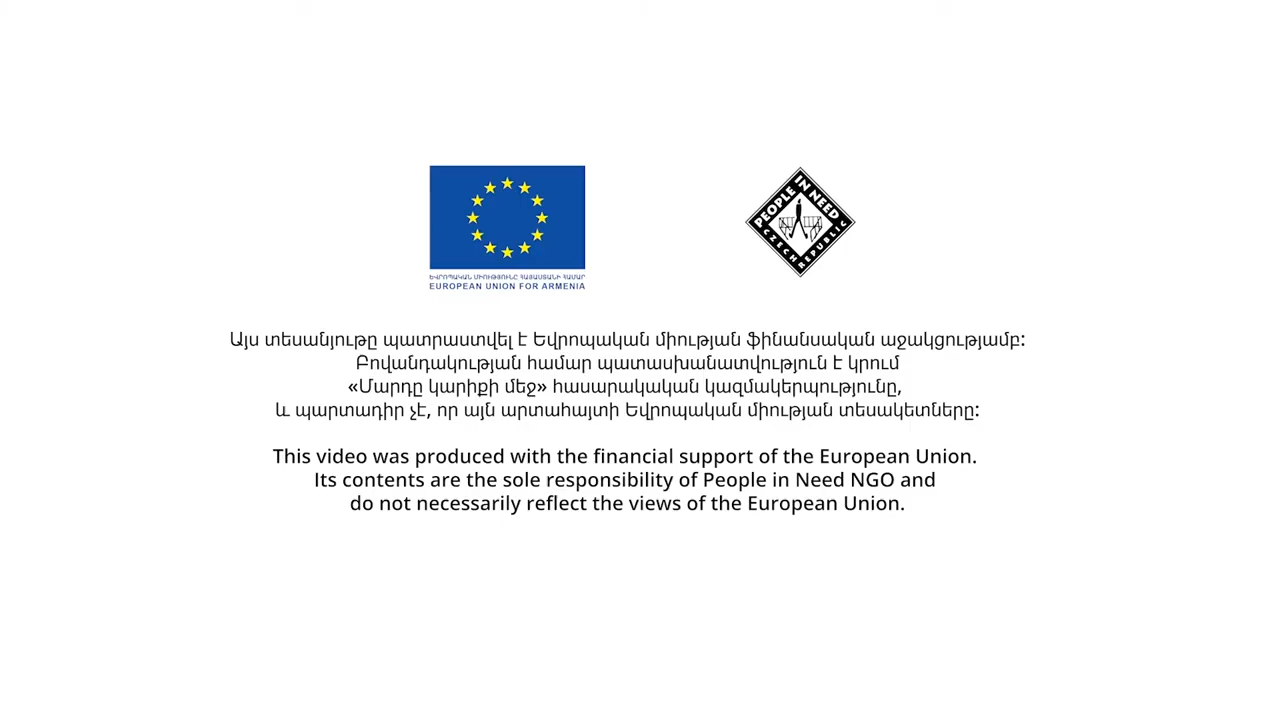 ԵՎՐՈՊԱԿԱՆ ՄԻՈՒԹՅՈՒՆԸ ՀԱՅԱՍՏԱՆԻ ՀԱՄԱՐ
EUROPEAN UNION FOR ARMENIA
PEOPLE IN NEED
CZECH REPUBLIC
Այս տեսանյութը պատրաստվել է Եվրոպական միության ֆինանսական աջակցությամբ:
Բովանդակության համար պատասխանատվություն է կրում
«Մարդը կարիքի մեջ» հասարակական կազմակերպությունը,
և պարտադիր չէ, որ այն արտահայտի Եվրոպական միության տեսակետները:
This video was produced with the financial support of the European Union.
Its contents are the sole responsibility of People in Need NGO and
do not necessarily reflect the views of the European Union.